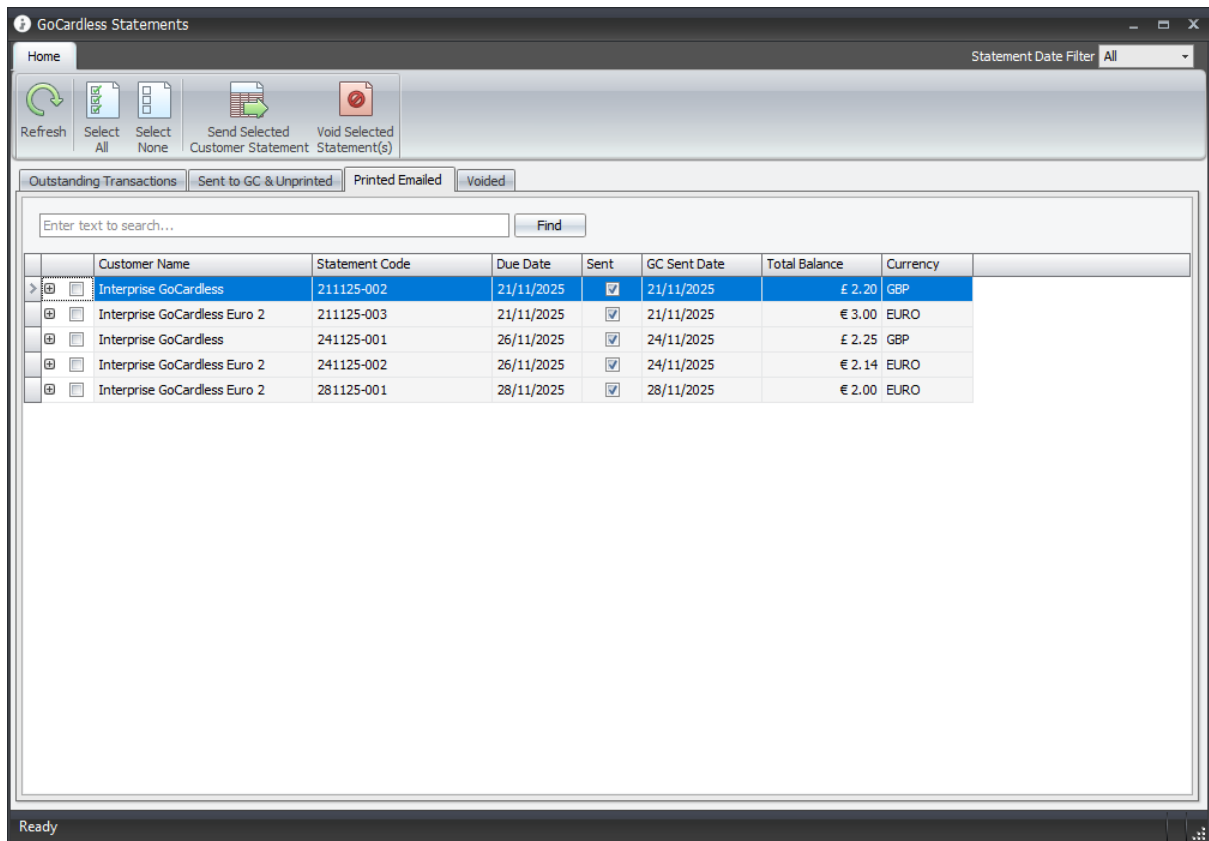 GoCardless Statements
Home
Statement Date Filter All
Refresh
Select All
Select None
Send Selected Customer Statement
Void Selected Statement(s)
Outstanding Transactions Sent to GC & Unprinted Printed Emailed Voided
Enter text to search... Find
Customer Name Statement Code Due Date Sent GC Sent Date Total Balance Currency
Interprise GoCardless 211125-002 21/11/2025 21/11/2025 £ 2.20 GBP
Interprise GoCardless Euro 2 211125-003 21/11/2025 21/11/2025 € 3.00 EURO
Interprise GoCardless 241125-001 26/11/2025 24/11/2025 £ 2.25 GBP
Interprise GoCardless Euro 2 241125-002 26/11/2025 24/11/2025 € 2.14 EURO
Interprise GoCardless Euro 2 281125-001 28/11/2025 28/11/2025 € 2.00 EURO
Ready